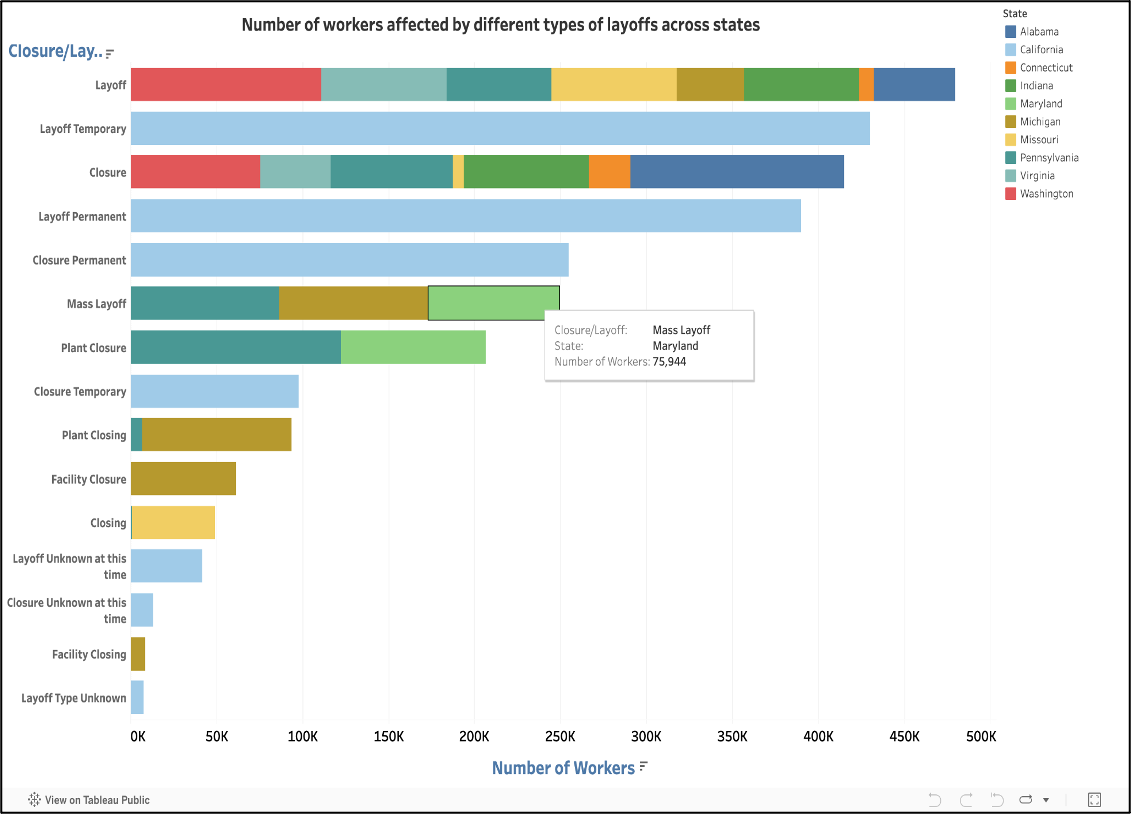 Number of workers affected by different types of layoffs across states
State
Closure/Lay..
Alabama
California
Connecticut
Indiana
Maryland
Michigan
Missouri
Pennsylvania
Virginia
Washington
Layoff
Layoff Temporary
Closure
Layoff Permanent
Closure Permanent
Mass Layoff
Closure/Layoff: Mass Layoff
State: Maryland
Number of Workers: 75,944
Plant Closure
Closure Temporary
Plant Closing
Facility Closure
Closing
Layoff Unknown at this
time
Closure Unknown at this
time
Facility Closing
Layoff Type Unknown
0K 50K 100K 150K 200K 250K 300K 350K 400K 450K 500K
Number of Workers
View on Tableau Public